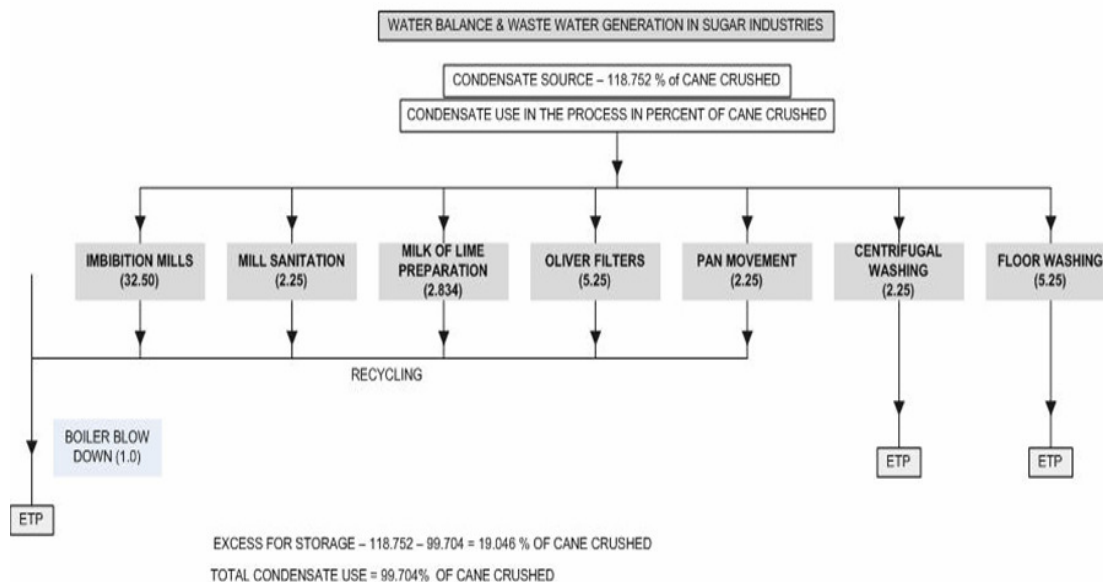 WATER BALANCE & WASTE WATER GENERATION IN SUGAR INDUSTRIES
CONDENSATE SOURCE – 118.752 % of CANE CRUSHED
CONDENSATE USE IN THE PROCESS IN PERCENT OF CANE CRUSHED
IMBIBITION MILLS
(32.50)
MILL SANITATION
(2.25)
MILK OF LIME
PREPARATION
(2.834)
OLIVER FILTERS
(5.25)
PAN MOVEMENT
(2.25)
CENTRIFUGAL
WASHING
(2.25)
FLOOR WASHING
(5.25)
RECYCLING
BOILER BLOW
DOWN (1.0)
ETP
ETP
ETP
EXCESS FOR STORAGE – 118.752 – 99.704 = 19.046 % OF CANE CRUSHED
TOTAL CONDENSATE USE = 99.704% OF CANE CRUSHED